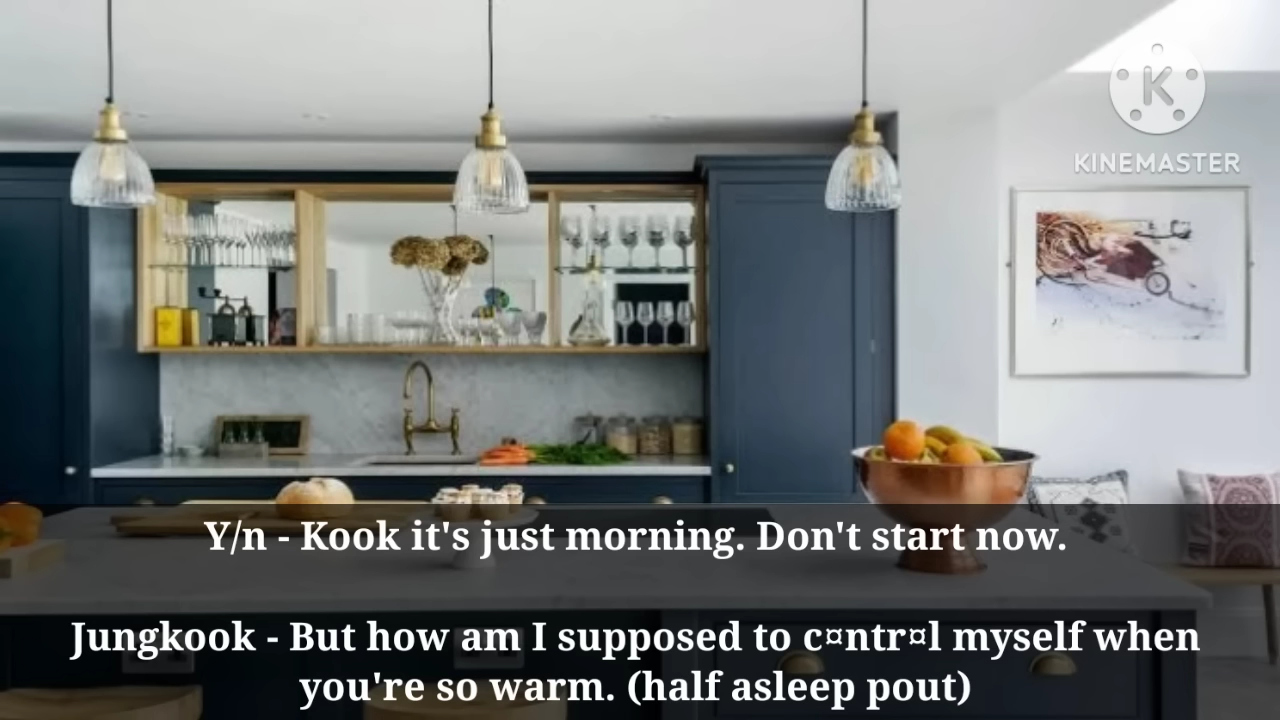 K
KINEMASTER
Y/n - Kook it's just morning. Don't start now.
Jungkook - But how am I supposed to c¤ntr¤l myself when
you're so warm. (half asleep pout)